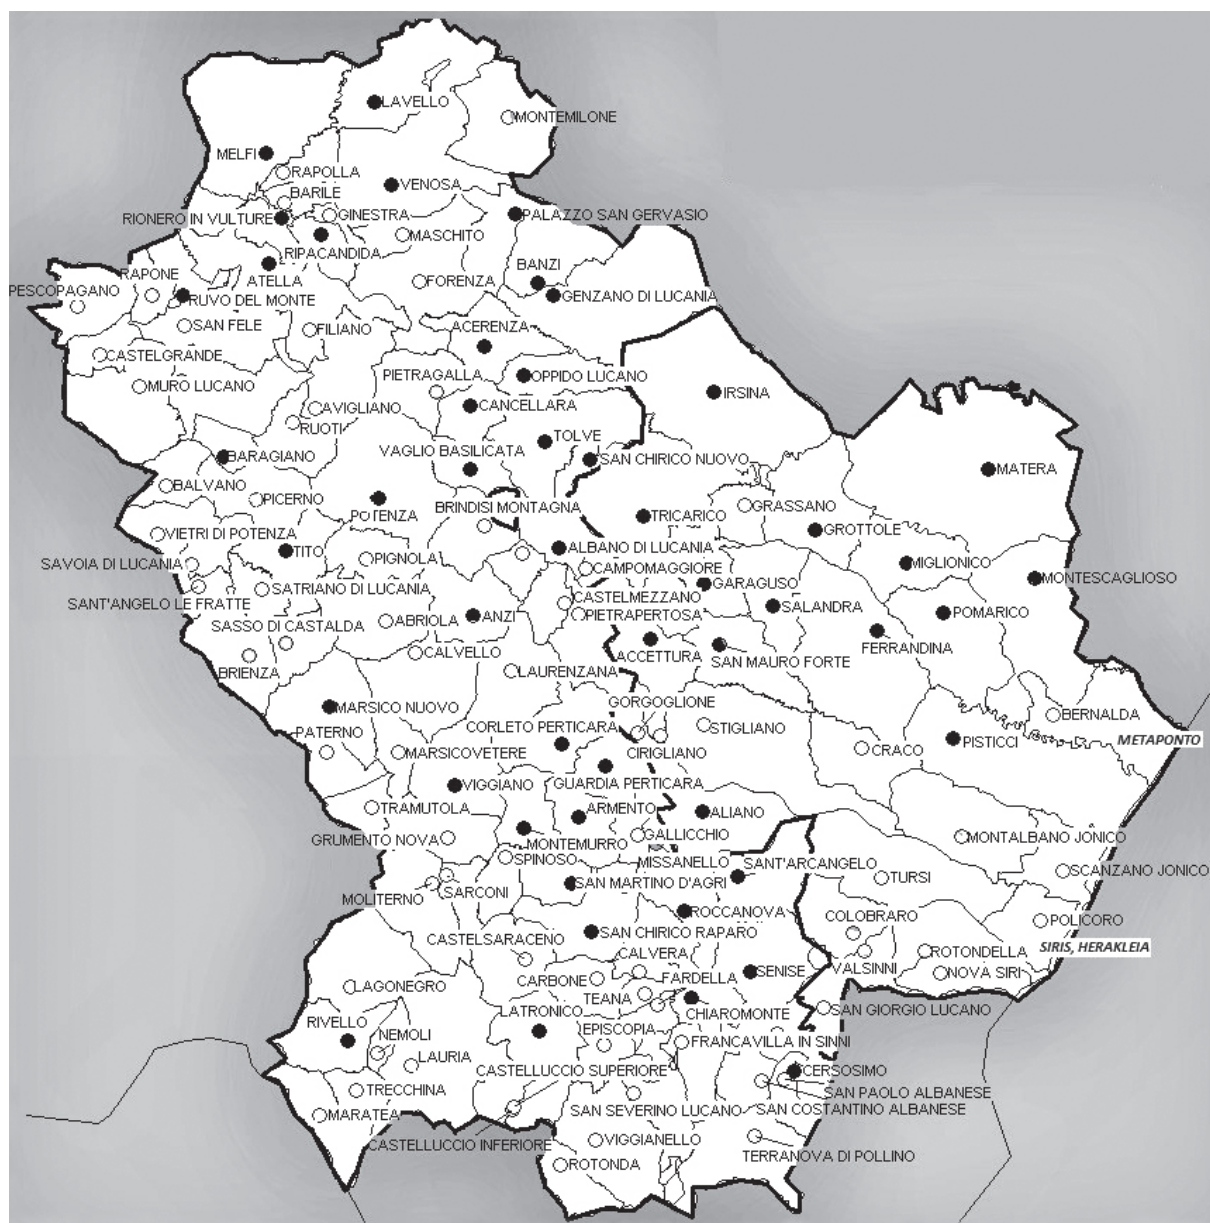 LAVELLO
MONTEMILONE
MELFI
RAPOLLA
VENOSA
BARILE
RIONERO IN VULTURE
GINESTRA
PALAZZO SAN GERVASIO
MASCHITO
RIPACANDIDA
BANZI
RAPONE
ATELLA
FORENZA
PESCOPAGANO
RUVO DEL MONTE
GENZANO DI LUCANIA
SAN FELE
FILIANO
ACERENZA
CASTELGRANDE
PIETRAGALLA
OPPIDO LUCANO
MURO LUCANO
IRSINA
CAVIGLIANO
CANCELLARA
RUOTI
TOLVE
VAGLIO BASILICATA
BARAGIANO
SAN CHIRICO NUOVO
MATERA
BALVANO
PICERNO
BRINDISI MONTAGNA
GRASSANO
POTENZA
TRICARICO
GROTTOLE
VIETRI DI POTENZA
TITO
ALBANO DI LUCANIA
SAVOIA DI LUCANIA
PIGNOLA
CAMPOMAGGIORE
MIGLIONICO
GARAGUSO
MONTESCAGLIOSO
SATRIANO DI LUCANIA
CASTELMEZZANO
SANT'ANGELO LE FRATTE
SALANDRA
POMARICO
ABRIOLA
ANZI
PIETRAPERTOSA
SASSO DI CASTALDA
CALVELLO
ACCETTURA
SAN MAURO FORTE
FERRANDINA
BRIENZA
LAURENZANA
GORGOGLIONE
MARSICO NUOVO
BERNALDA
CORLETO PERTICARA
STIGLIANO
PATERNO
PISTICCI
METAPONTO
MARSICOVETERE
CIRIGLIANO
CRACO
VIGGIANO
GUARDIA PERTICARA
TRAMUTOLA
ARMENTO
ALIANO
GRUMENTO NOVA
MONTEMURRO
GALLICCHIO
MONTALBANO JONICO
SPINOSO
MISSANELLO
SANT'ARCANGELO
SCANZANO JONICO
SARCONI
SAN MARTINO D'AGRI
TURSI
MOLITERNO
ROCCANOVA
COLOBRARO
POLICORO
CASTELSARACENO
SAN CHIRICO RAPARO
SIRIS, HERAKLEIA
CALVERA
ROTONDELLA
CARBONE
FARDELLA
SENISE
VALSINNI
NOVA SIRI
LAGONEGRO
TEANA
LATRONICO
CHIAROMONTE
SAN GIORGIO LUCANO
RIVELLO
NEMOLI
EPISCOPIA
FRANCAVILLA IN SINNI
LAURIA
CASTELLUCCIO SUPERIORE
CERSOSIMO
TRECCHINA
SAN PAOLO ALBANESE
MARATEA
SAN SEVERINO LUCANO
SAN COSTANTINO ALBANESE
CASTELLUCCIO INFERIORE
VIGGIANELLO
TERRANOVA DI POLLINO
ROTONDA